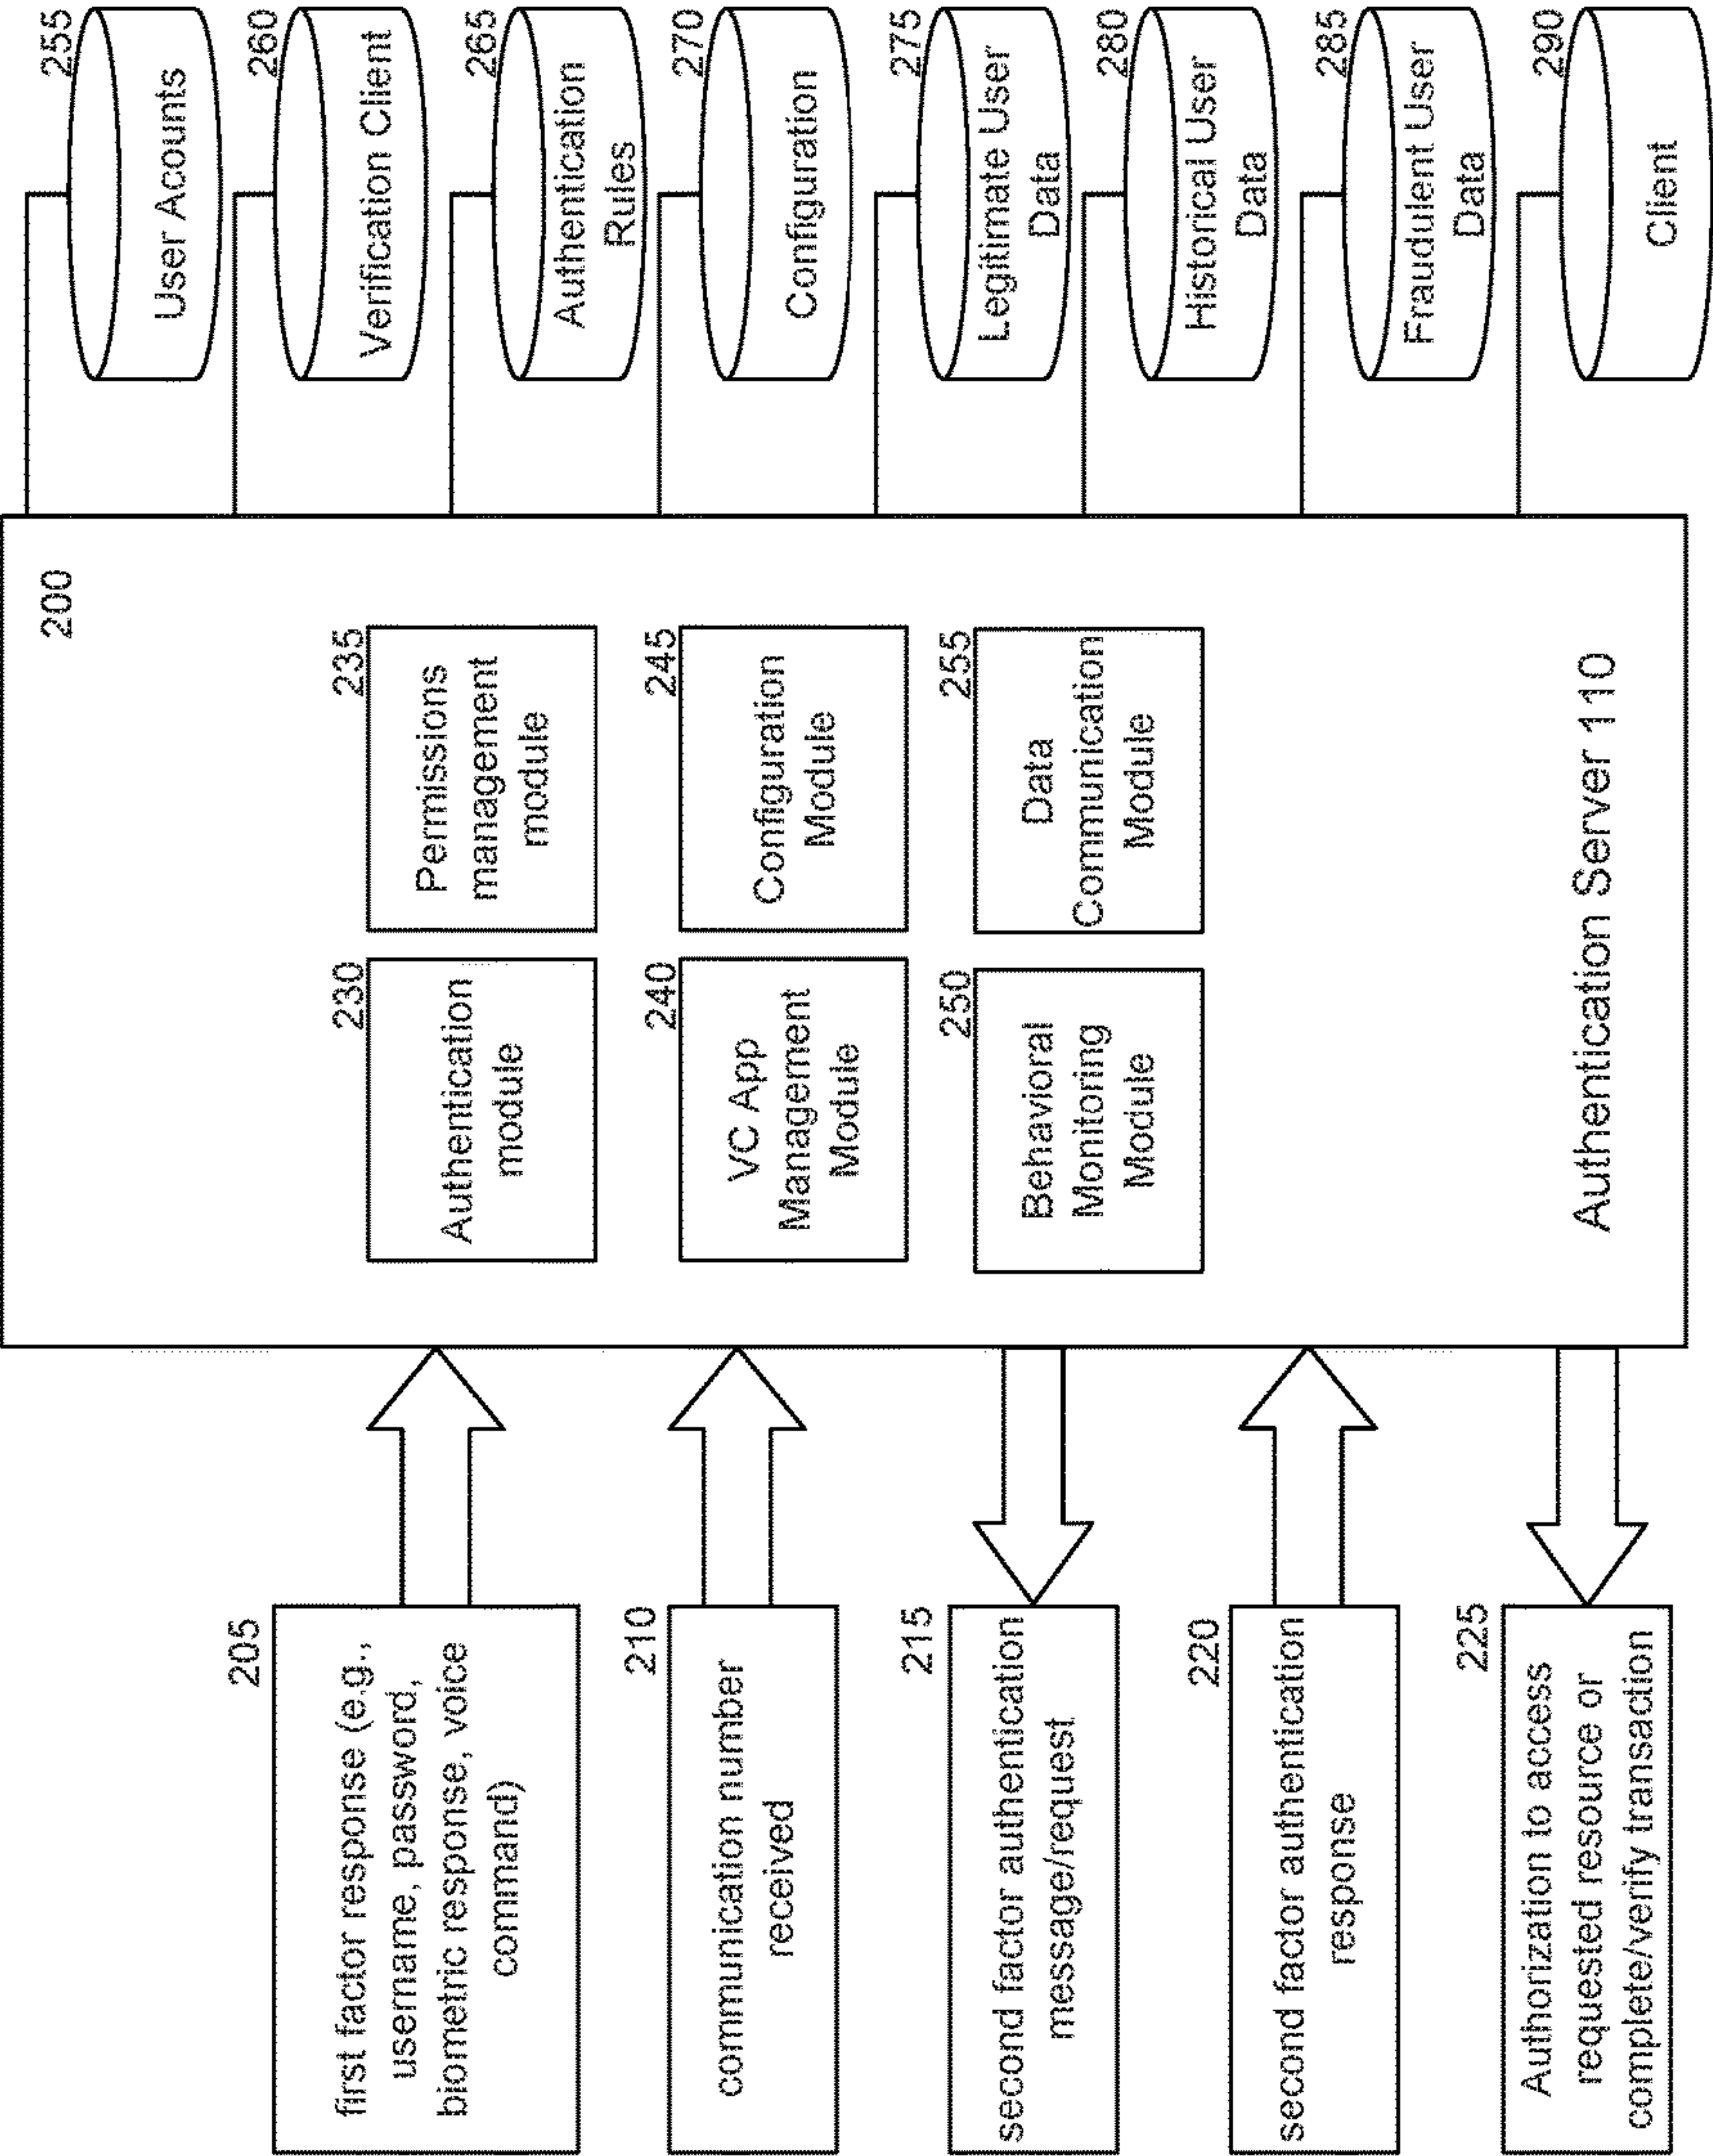 205
first factor response (e.g.,
username, password,
biometric response, voice
command)
210
communication number
received
215
second factor authentication
message/request
220
second factor authentication
response
225
Authorization to access
requested resource or
complete/verify transaction
200
230
Authentication
module
235
Permissions
management
module
240
VC App
Management
Module
245
Configuration
Module
250
Behavioral
Monitoring
Module
255
Data
Communication
Module
Authentication Server 110
255
User Acounts
260
Verification Client
265
Authentication
Rules
270
Configuration
275
Legitimate User
Data
280
Historical User
Data
285
Fraudulent User
Data
290
Client